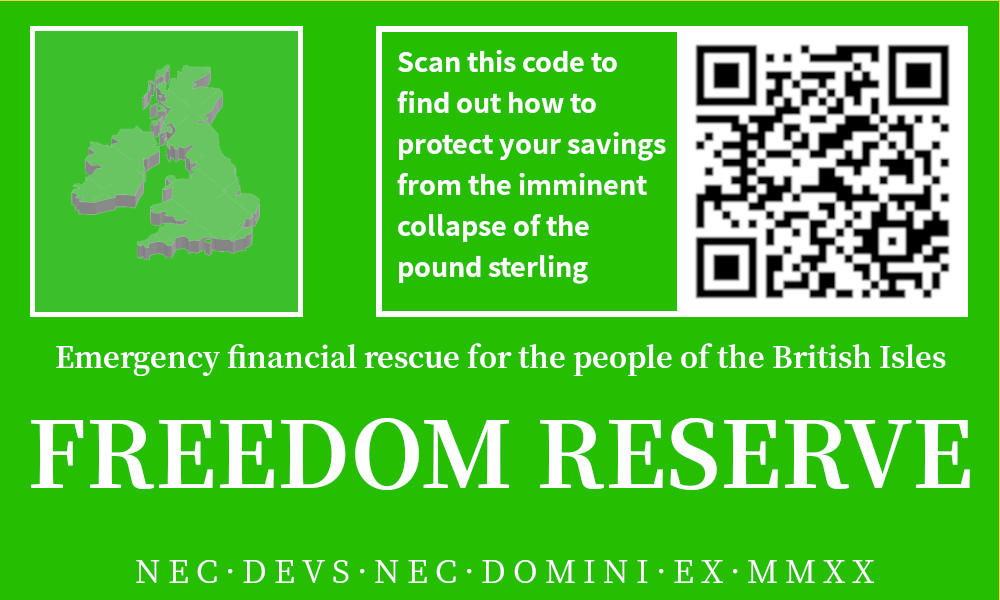 Scan this code to
find out how to
protect your savings
from the imminent
collapse of the
pound sterling
Emergency financial rescue for the people of the British Isles
FREEDOM RESERVE
NEC·DEVS·NEC·DOMINI·EX·MMXX